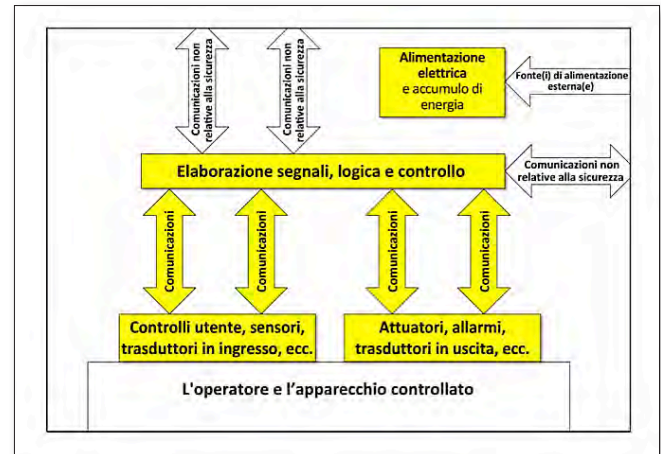 Comunicazioni non
relative alla sicurezza
Comunicazioni non
relative alla sicurezza
Alimentazione
elettrica
e accumulo di
energia
Fonte(i) di alimentazione
esterna(e)
Elaborazione segnali, logica e controllo
Comunicazioni non
relative alla sicurezza
Comunicazioni
Comunicazioni
Comunicazioni
Comunicazioni
Controlli utente, sensori,
trasduttori in ingresso, ecc.
Attuatori, allarmi,
trasduttori in uscita, ecc.
L'operatore e l’apparecchio controllato